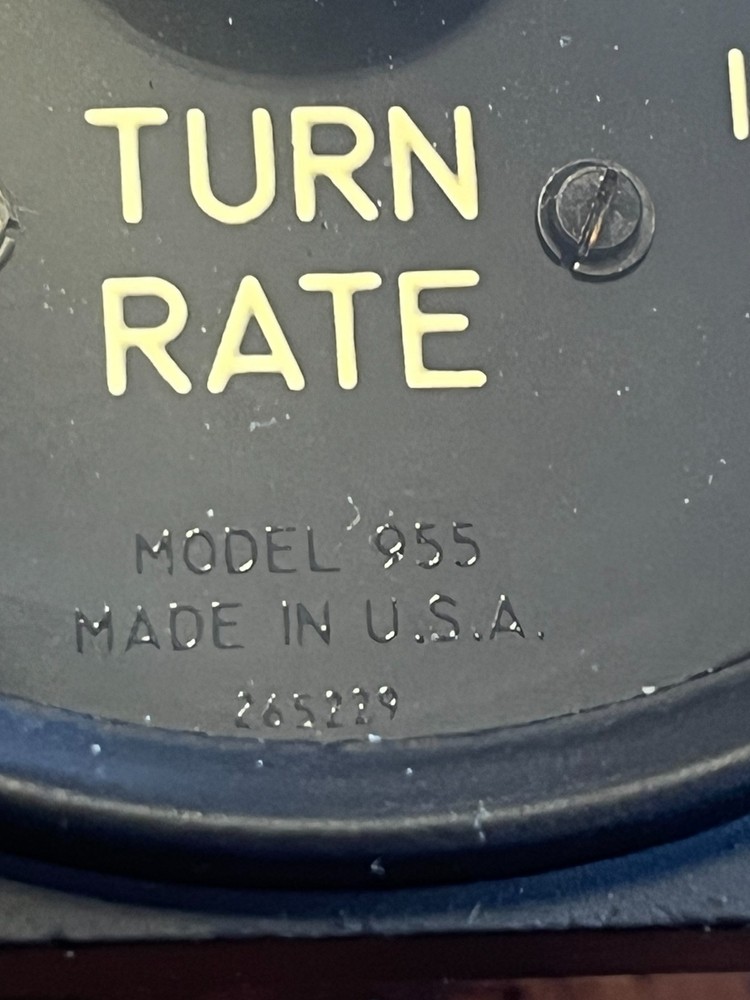 TURN
RATE
MODEL 955
MADE IN U.S.A.
265229